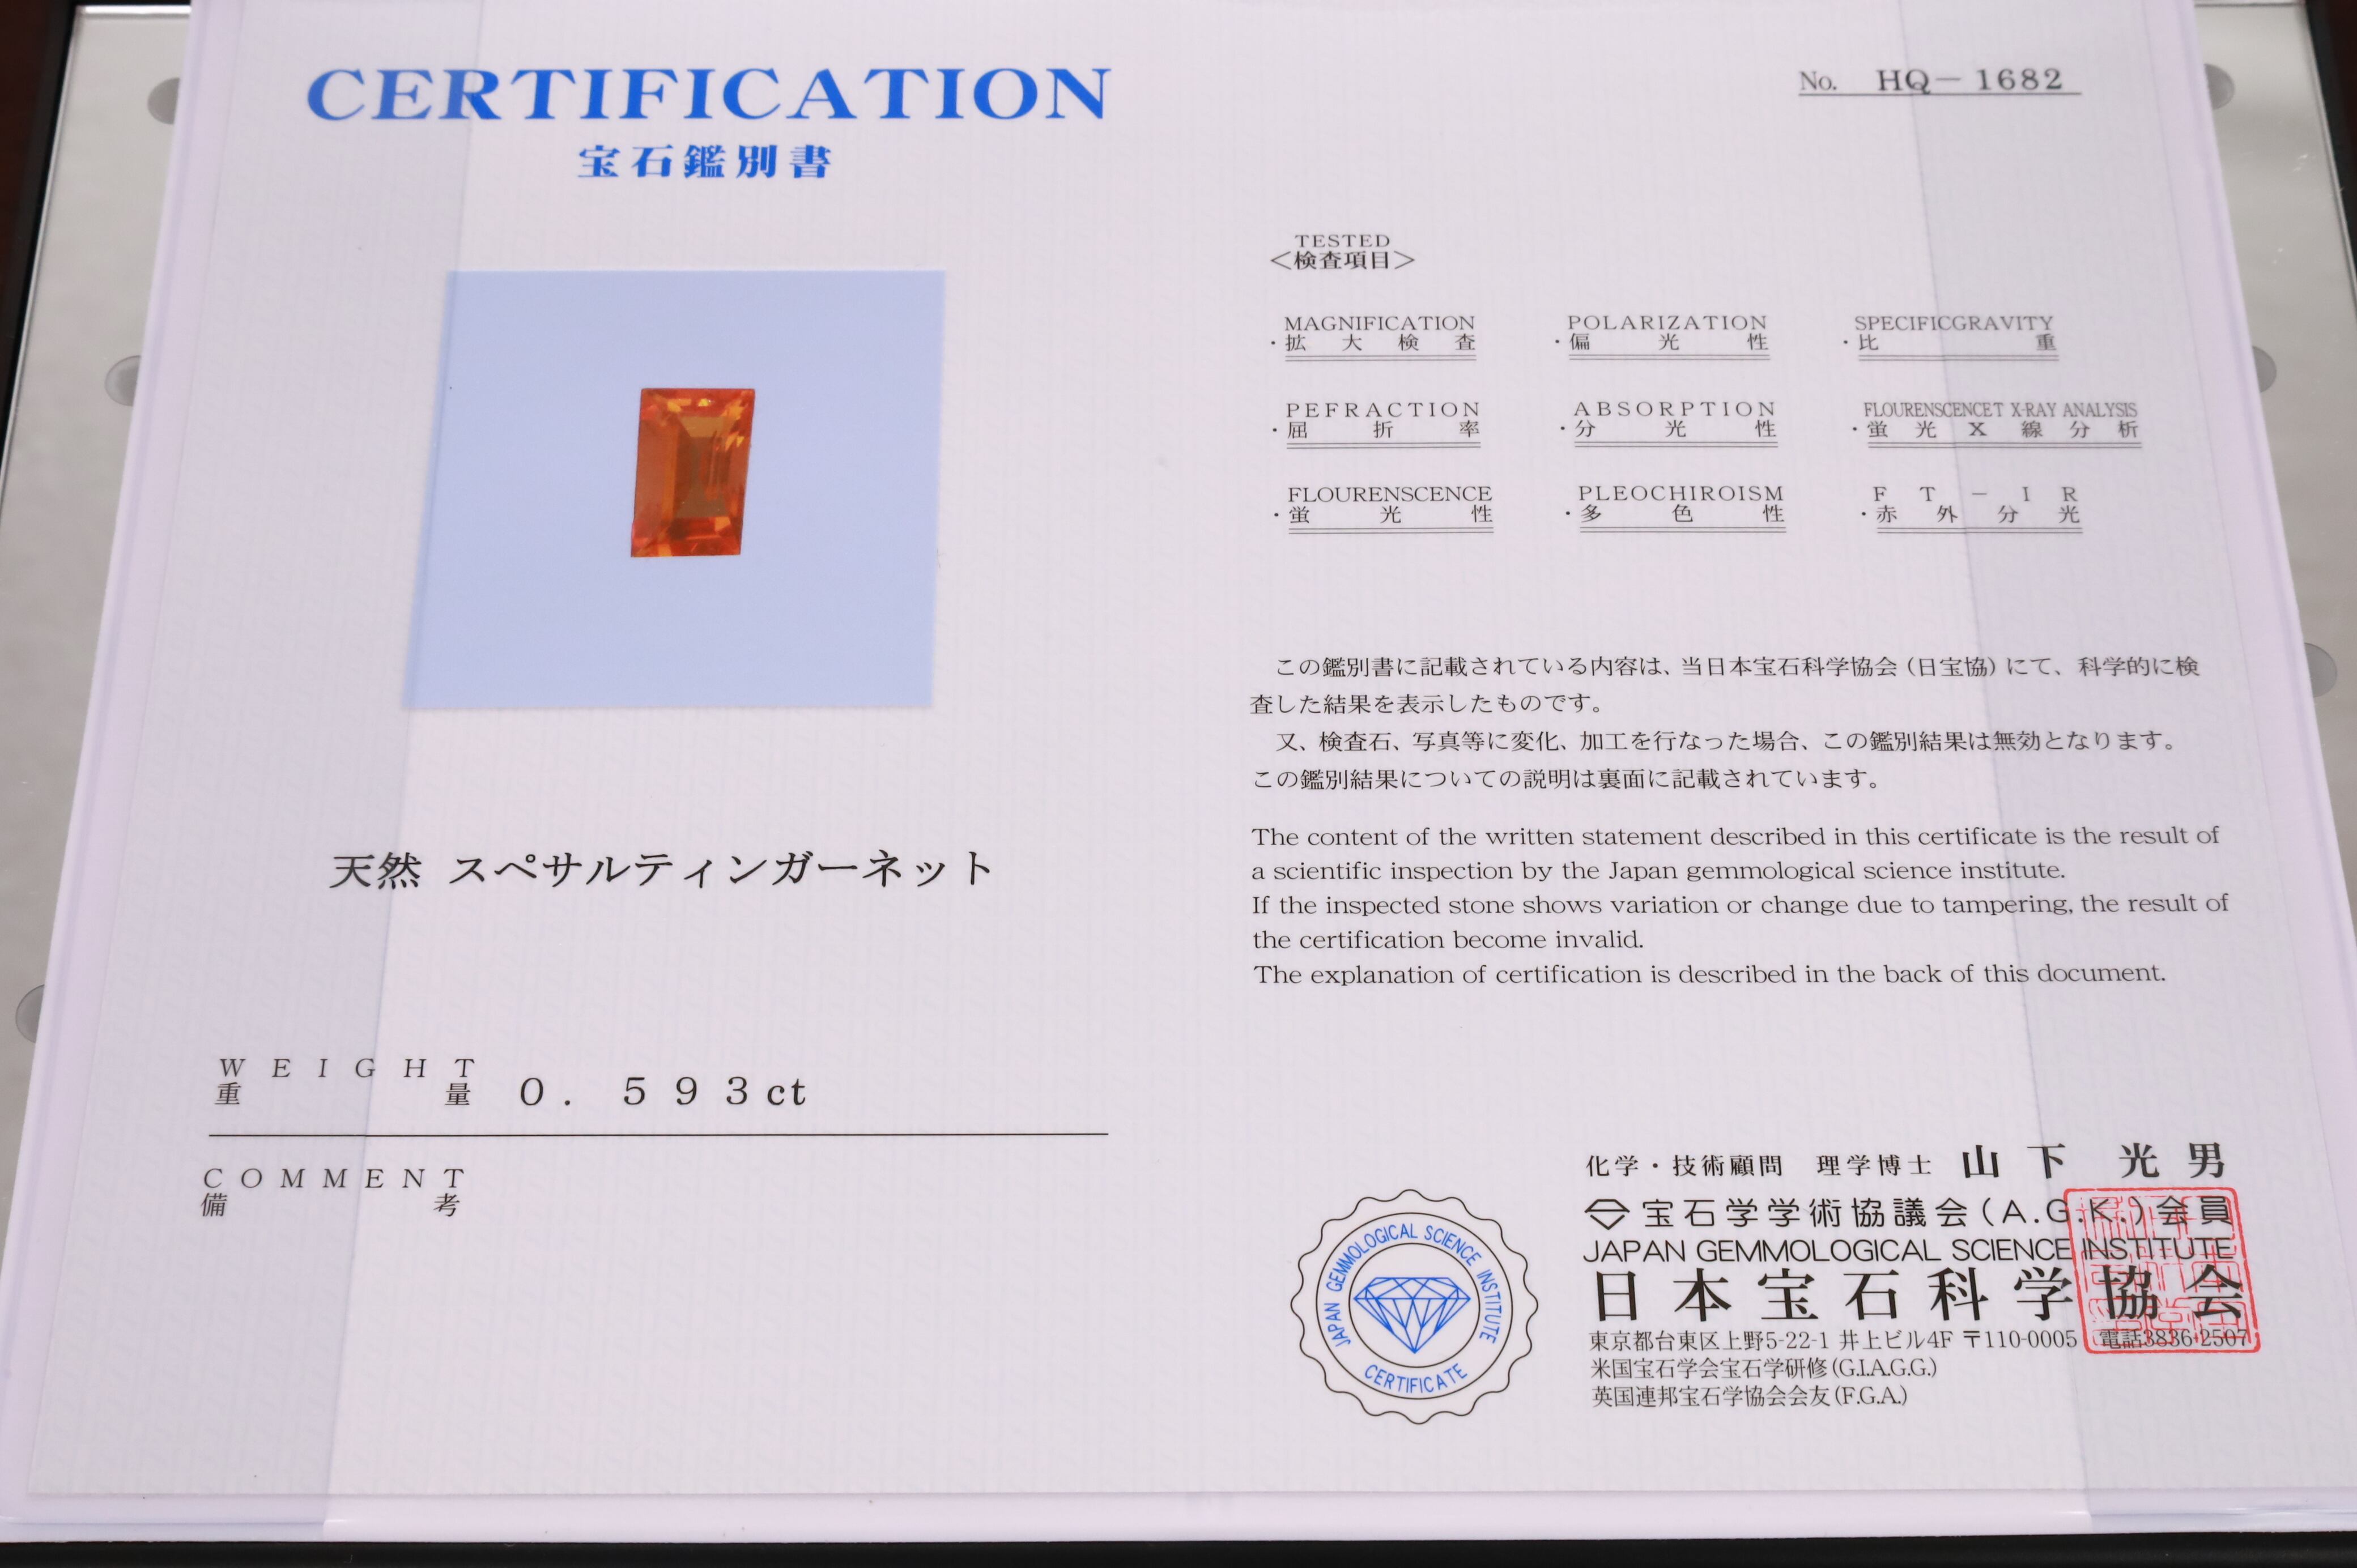 CERTIFICATION
宝石鑑別書
No. HQ－1682
TESTED
＜検査項目＞
MAGNIFICATION
・拡大検査
POLARIZATION
・偏光性
SPECIFICGRAVITY
・比重
PEFRACTION
・屈折率
ABSORPTION
・分光性
FLOURENSCENCET X-RAY ANALYSIS
・蛍光X線分析
FLOURENSCENCE
・蛍光性
PLEOCHIROISM
・多色性
FT－IR
・赤外分光
この鑑別書に記載されている内容は、当日本宝石科学協会（日宝協）にて、科学的に検
査した結果を表示したものです。
又、検査石、写真等に変化、加工を行なった場合、この鑑別結果は無効となります。
この鑑別結果についての説明は裏面に記載されています。
The content of the written statement described in this certificate is the result of
a scientific inspection by the Japan gemmological science institute.
If the inspected stone shows variation or change due to tampering, the result of
the certification become invalid.
The explanation of certification is described in the back of this document.
天然 スペサルティンガーネット
WEIGHT
重量 0.593ct
COMMENT
備考
化学・技術顧問 理学博士 山下 光男
宝石学学術協議会（A.G.K.）会員
JAPAN GEMMOLOGICAL SCIENCE INSTITUTE
日本宝石科学協会
東京都台東区上野5-22-1 井上ビル4F 〒110-0005 電話3836-2507
米国宝石学会宝石学研修(G.I.A.G.G.)
英国連邦宝石学協会会友(F.G.A.)
JAPAN GEMMOLOGICAL SCIENCE INSTITUTE
CERTIFICATE